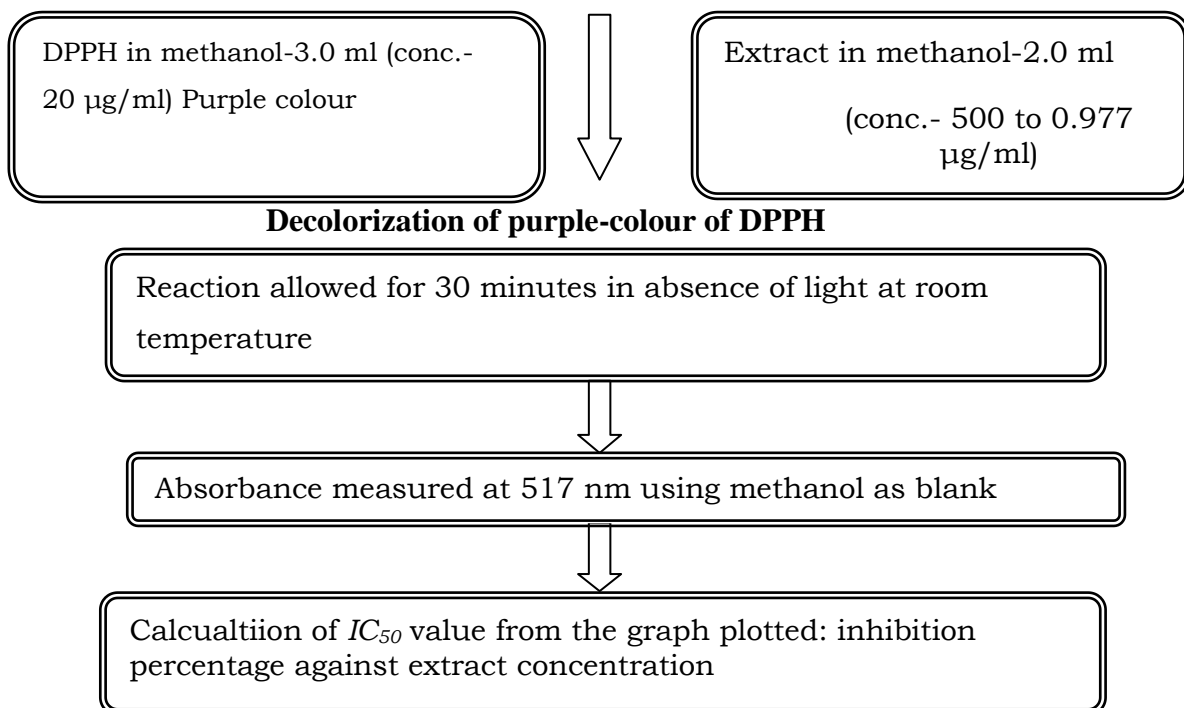 DPPH in methanol-3.0 ml (conc.-
20 µg/ml) Purple colour
Extract in methanol-2.0 ml
(conc.- 500 to 0.977
µg/ml)
Decolorization of purple-colour of DPPH
Reaction allowed for 30 minutes in absence of light at room
temperature
Absorbance measured at 517 nm using methanol as blank
Calcualtiion of IC50 value from the graph plotted: inhibition
percentage against extract concentration